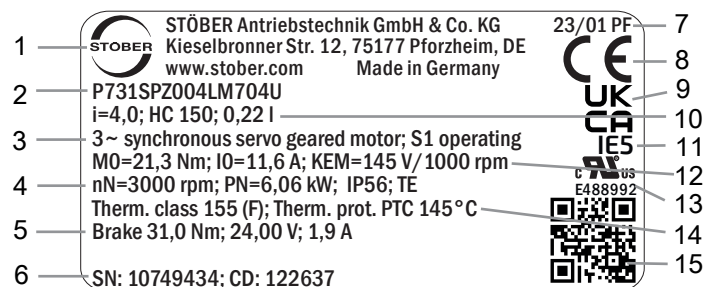 STÖBER Antriebstechnik GmbH & Co. KG
23/01 PF
7
1
STOBER
Kieselbronner Str. 12, 75177 Pforzheim, DE
CE
8
www.stober.com Made in Germany
2
P731SPZ004LM704U
UK
CA
9
i=4,0; HC 150; 0,22 l
10
3
3~ synchronous servo geared motor; S1 operating
IE5
11
M0=21,3 Nm; I0=11,6 A; KEM=145 V/1000 rpm
12
4
nN=3000 rpm; PN=6,06 kW; IP56; TE
c RU US
E488992
13
Therm. class 155 (F); Therm. prot. PTC 145°C
14
5
Brake 31,0 Nm; 24,00 V; 1,9 A
15
6
SN: 10749434; CD: 122637